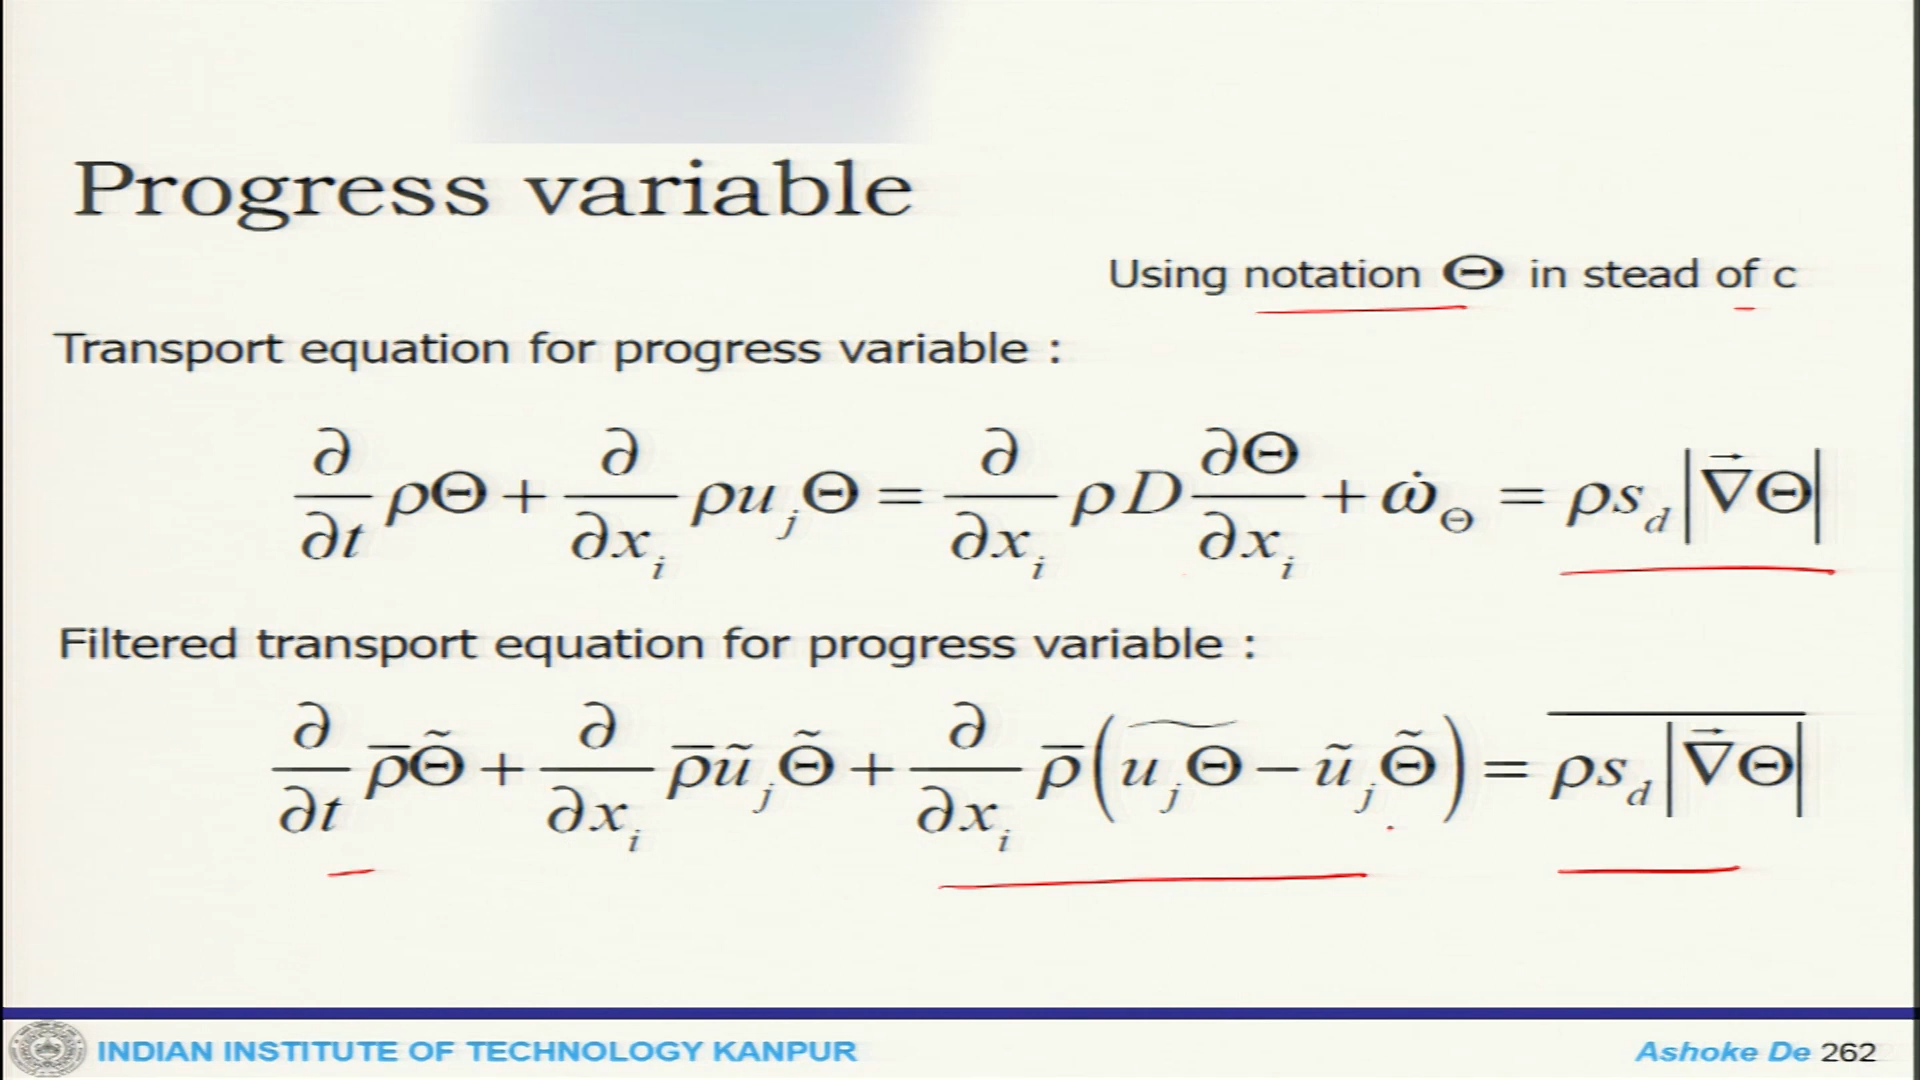 Progress variable
Using notation Θ in stead of c
Transport equation for progress variable :
∂/∂t ρΘ + ∂/∂x_i ρu_jΘ = ∂/∂x_i ρD ∂Θ/∂x_i + ω̇_Θ = ρs_d|∇⃗Θ|
Filtered transport equation for progress variable :
∂/∂t ρ̅Θ̃ + ∂/∂x_i ρ̅ũ_jΘ̃ + ∂/∂x_i ρ̅(\widetilde{u_jΘ} − ũ_jΘ̃) = \overline{ρs_d|∇⃗Θ|}
INDIAN INSTITUTE OF TECHNOLOGY KANPUR
Ashoke De 262